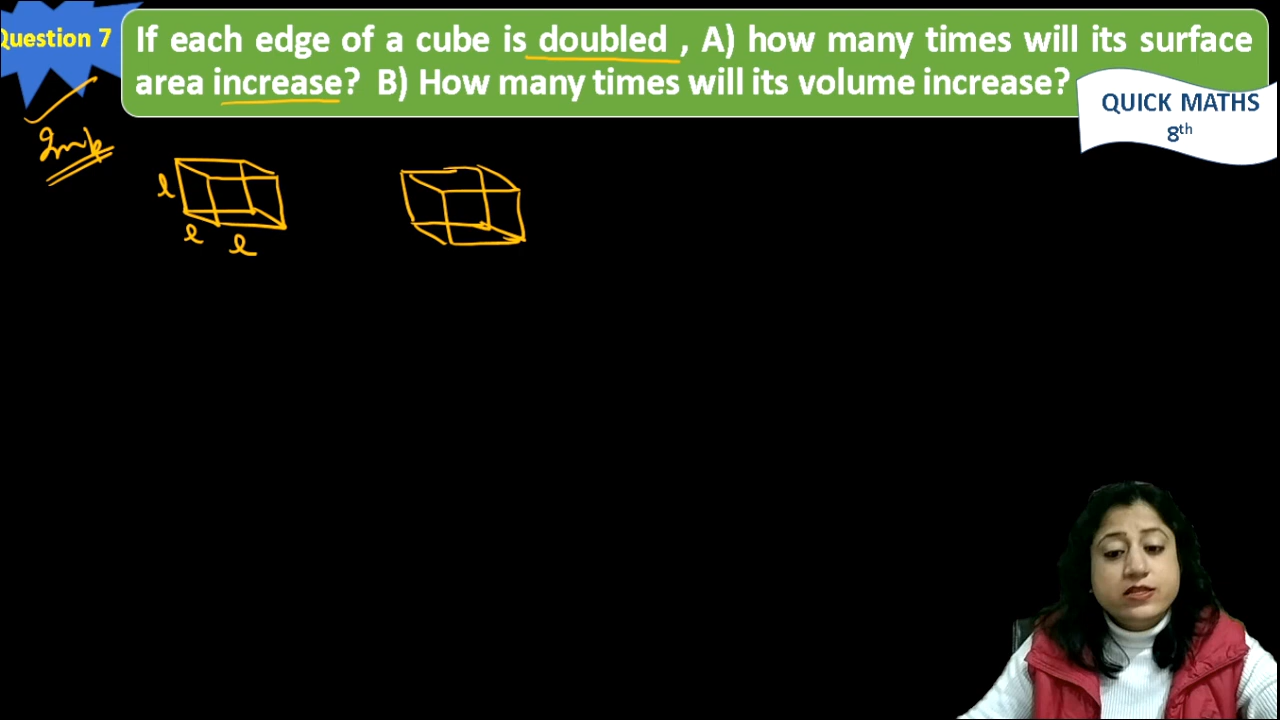 Question 7
If each edge of a cube is doubled , A) how many times will its surface
area increase? B) How many times will its volume increase?
QUICK MATHS
8th
Imp
l
l
l